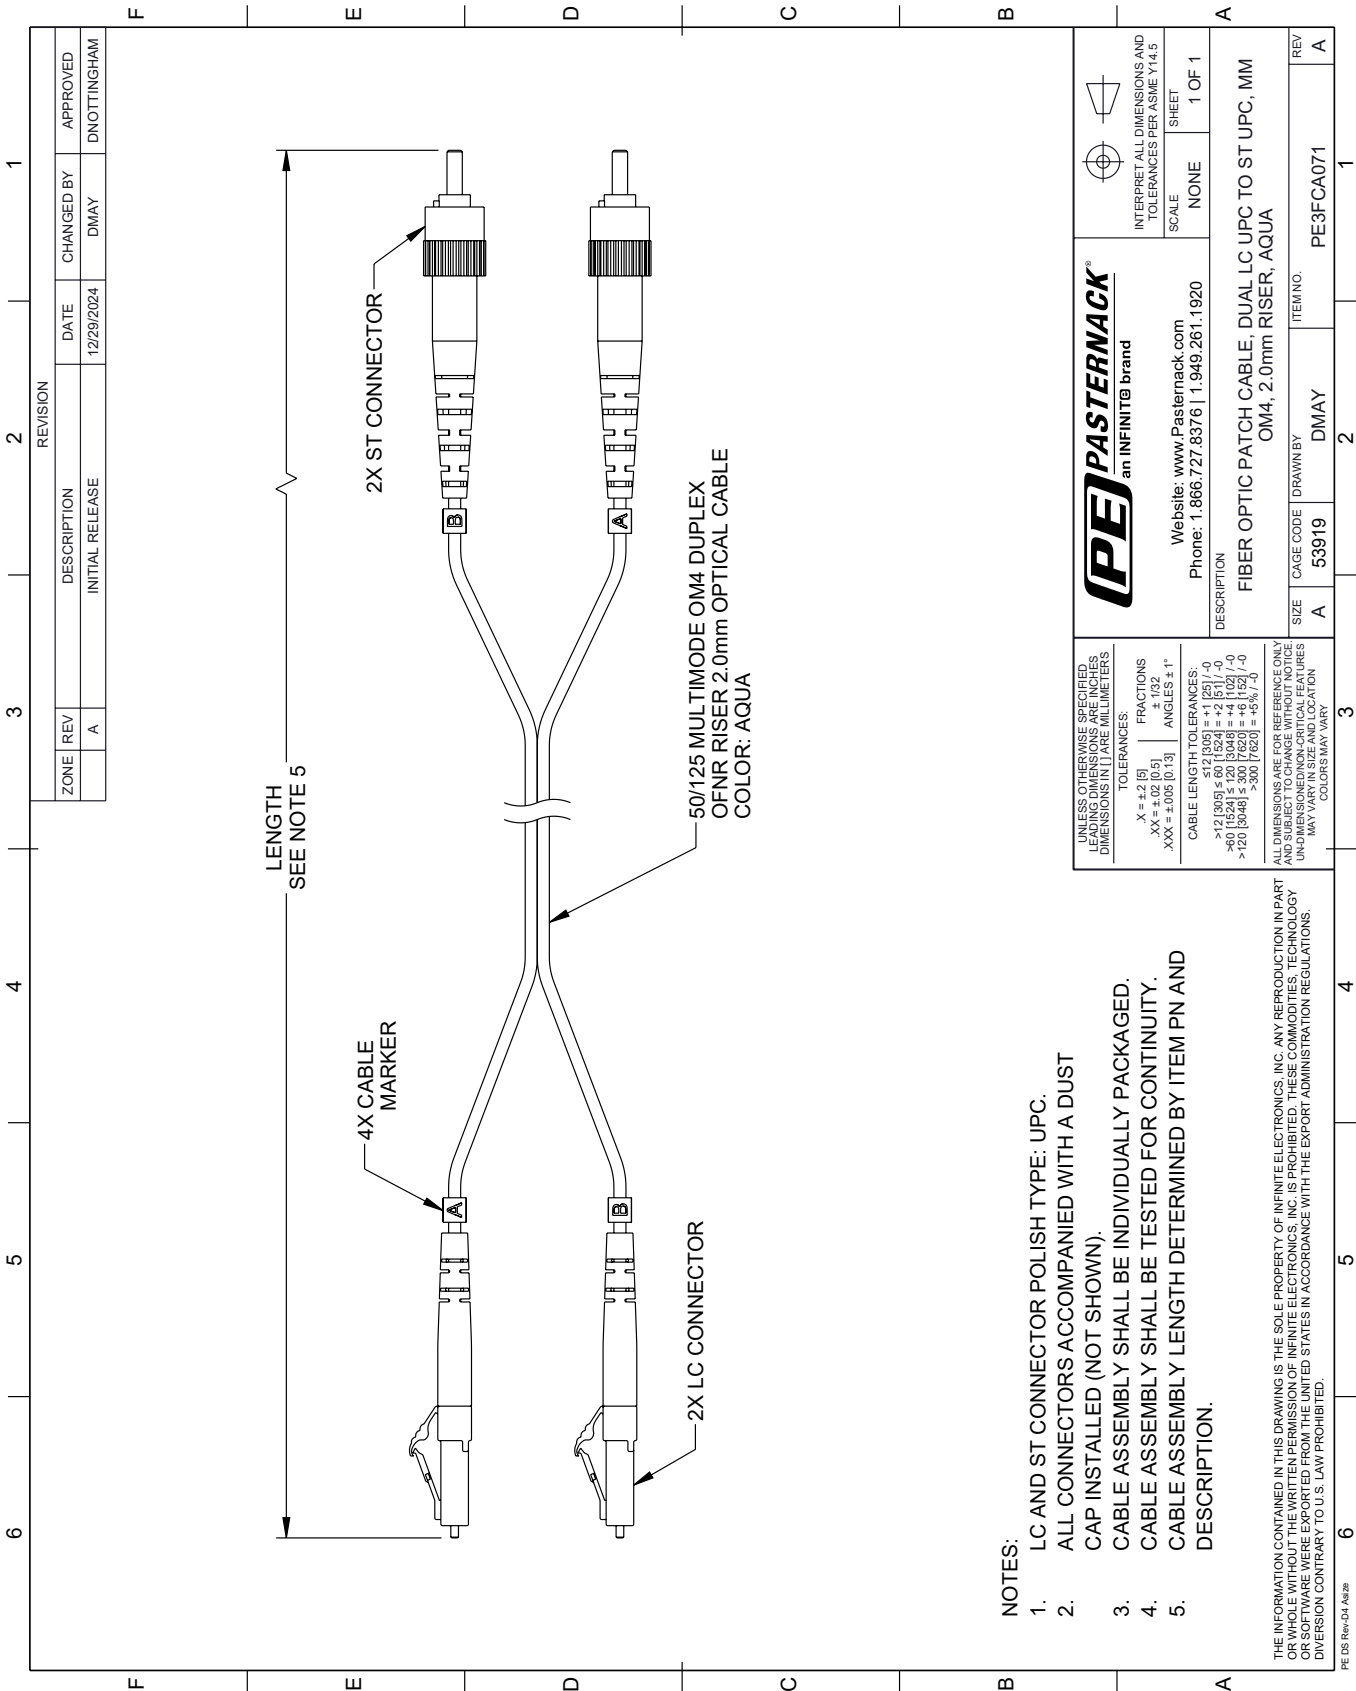 6
5
4
3
2
1
F
E
D
C
B
A
REVISION
ZONE
REV
DESCRIPTION
DATE
CHANGED BY
APPROVED
A
INITIAL RELEASE
12/29/2024
DMAY
DNOTTINGHAM
LENGTH
SEE NOTE 5
4X CABLE
MARKER
2X ST CONNECTOR
A
B
B
A
2X LC CONNECTOR
50/125 MULTIMODE OM4 DUPLEX
OFNR RISER 2.0mm OPTICAL CABLE
COLOR: AQUA
NOTES:
1. LC AND ST CONNECTOR POLISH TYPE: UPC.
2. ALL CONNECTORS ACCOMPANIED WITH A DUST
CAP INSTALLED (NOT SHOWN).
3. CABLE ASSEMBLY SHALL BE INDIVIDUALLY PACKAGED.
4. CABLE ASSEMBLY SHALL BE TESTED FOR CONTINUITY.
5. CABLE ASSEMBLY LENGTH DETERMINED BY ITEM PN AND
DESCRIPTION.
THE INFORMATION CONTAINED IN THIS DRAWING IS THE SOLE PROPERTY OF INFINITE ELECTRONICS, INC. ANY REPRODUCTION IN PART
OR WHOLE WITHOUT THE WRITTEN PERMISSION OF INFINITE ELECTRONICS, INC. IS PROHIBITED. THESE COMMODITIES, TECHNOLOGY
OR SOFTWARE WERE EXPORTED FROM THE UNITED STATES IN ACCORDANCE WITH THE EXPORT ADMINISTRATION REGULATIONS.
DIVERSION CONTRARY TO U.S. LAW PROHIBITED.
UNLESS OTHERWISE SPECIFIED
LEADING DIMENSIONS ARE INCHES
DIMENSIONS IN [ ] ARE MILLIMETERS
TOLERANCES:
.X = ±.2 [5]
.XX = ±.02 [0.5]
.XXX = ±.005 [0.13]
FRACTIONS
± 1/32
ANGLES ± 1°
CABLE LENGTH TOLERANCES:
≤12 [305] = +1 [25] / -0
>12 [305] ≤ 60 [1524] = +2 [51] / -0
>60 [1524] ≤ 120 [3048] = +4 [102] / -0
>120 [3048] ≤ 300 [7620] = +6 [152] / -0
>300 [7620] = +5% / -0
ALL DIMENSIONS ARE FOR REFERENCE ONLY
AND SUBJECT TO CHANGE WITHOUT NOTICE.
UN-DIMENSIONED/NON-CRITICAL FEATURES
MAY VARY IN SIZE AND LOCATION
COLORS MAY VARY
PE PASTERNACK®
an INFINIT@ brand
Website: www.Pasternack.com
Phone: 1.866.727.8376 | 1.949.261.1920
INTERPRET ALL DIMENSIONS AND
TOLERANCES PER ASME Y14.5
SCALE
NONE
SHEET
1 OF 1
DESCRIPTION
FIBER OPTIC PATCH CABLE, DUAL LC UPC TO ST UPC, MM
OM4, 2.0mm RISER, AQUA
SIZE
A
CAGE CODE
53919
DRAWN BY
DMAY
ITEM NO.
PE3FCA071
REV
A
6
5
4
3
2
1
F
E
D
C
B
A
PE DS Rev-D4 Asize